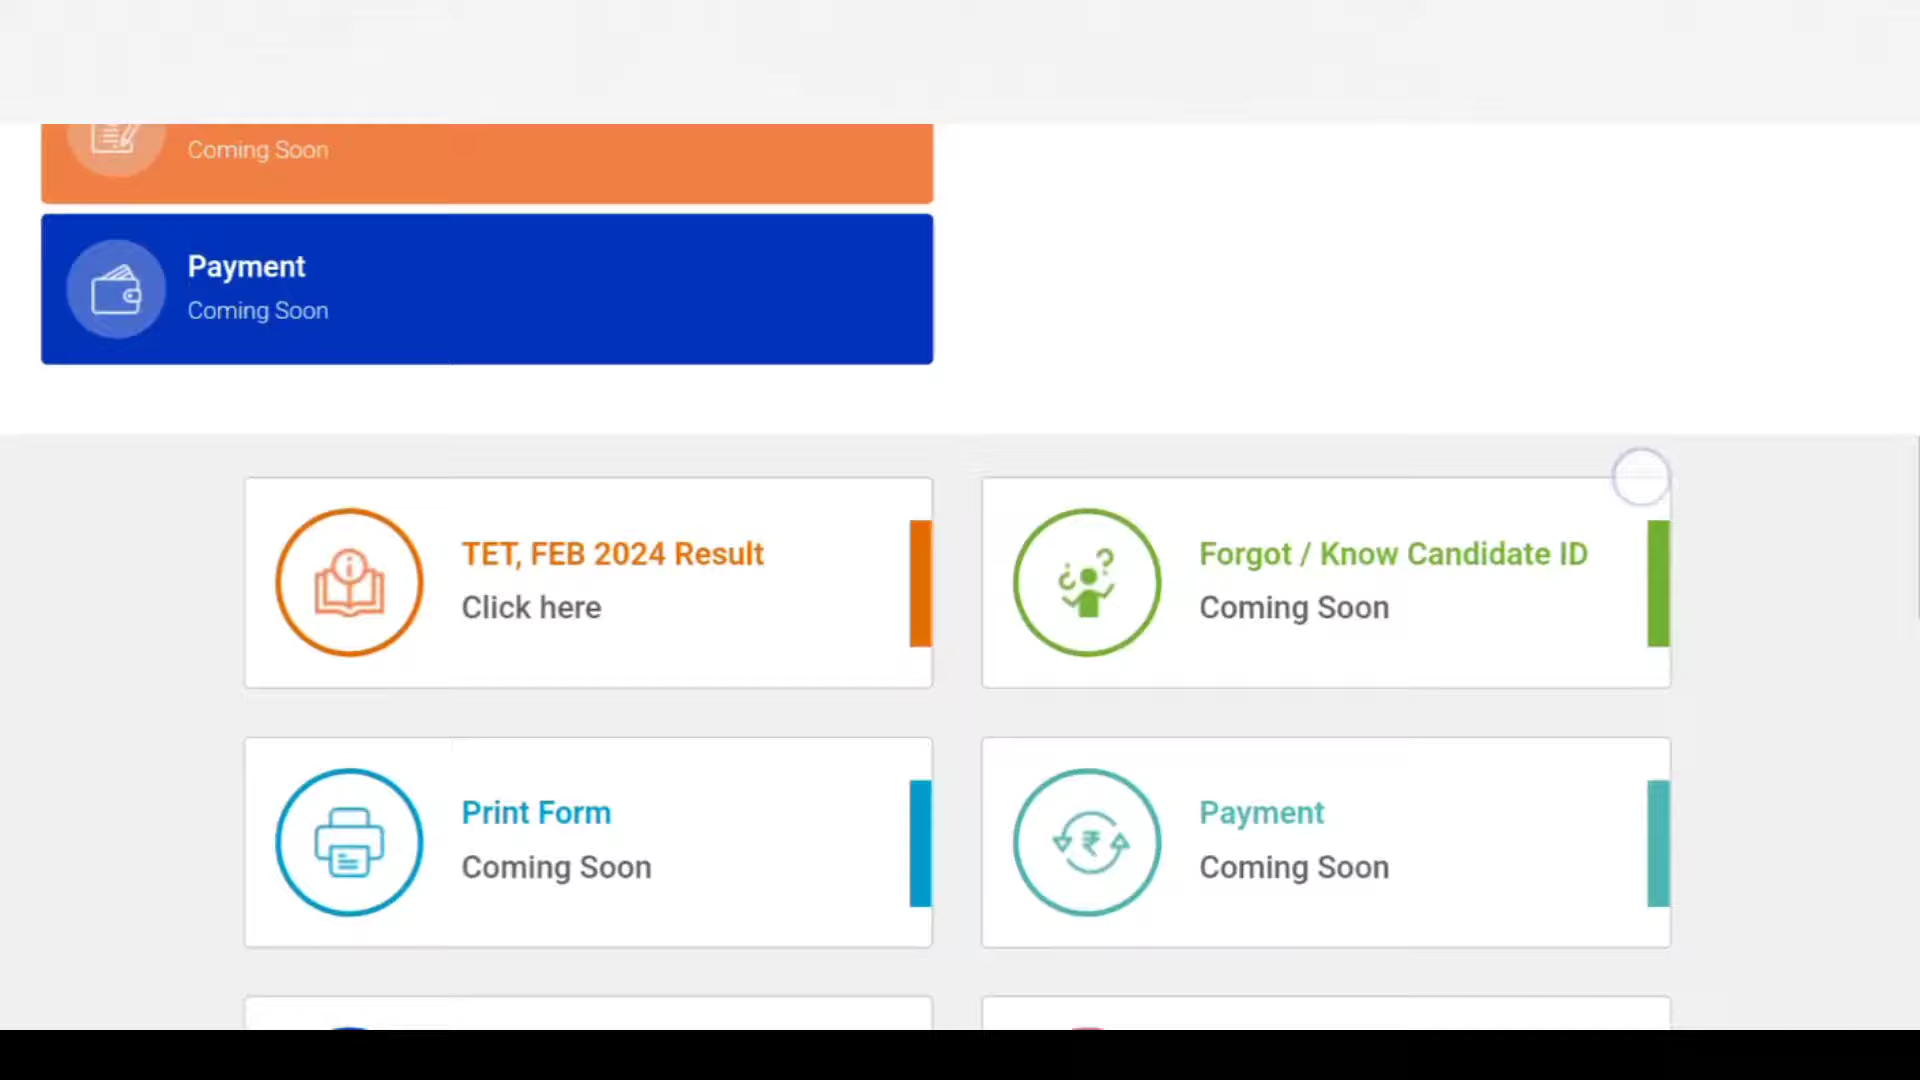 Coming Soon
Payment
Coming Soon
TET, FEB 2024 Result
Click here
Forgot / Know Candidate ID
Coming Soon
Print Form
Coming Soon
Payment
Coming Soon